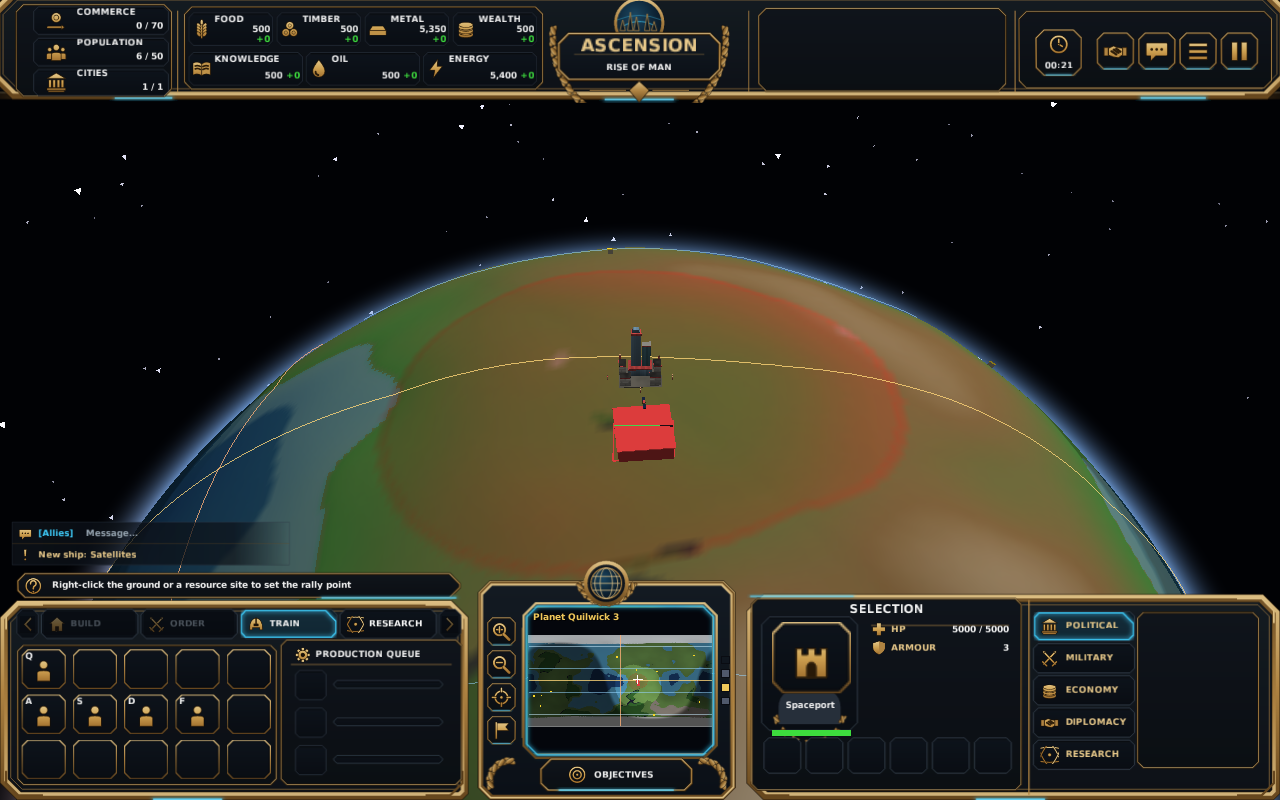 COMMERCE
0 / 70
POPULATION
6 / 50
CITIES
1 / 1
FOOD
500
+0
TIMBER
500
+0
METAL
5,350
+0
WEALTH
500
+0
KNOWLEDGE
500 +0
OIL
500 +0
ENERGY
5,400 +0
ASCENSION
RISE OF MAN
00:21
[Allies] Message...
! New ship: Satellites
Right-click the ground or a resource site to set the rally point
BUILD
ORDER
TRAIN
RESEARCH
Q
A
S
D
F
PRODUCTION QUEUE
Planet Quilwick 3
OBJECTIVES
SELECTION
Spaceport
HP 5000 / 5000
ARMOUR 3
POLITICAL
MILITARY
ECONOMY
DIPLOMACY
RESEARCH